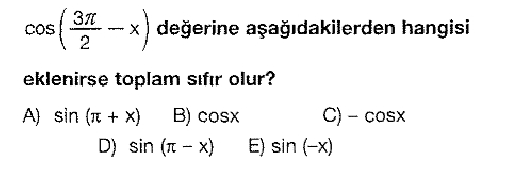 cos(3π/2 − x) değerine aşağıdakilerden hangisi
eklenirse toplam sıfır olur?
A) sin (π + x) B) cosx C) − cosx
D) sin (π − x) E) sin (−x)